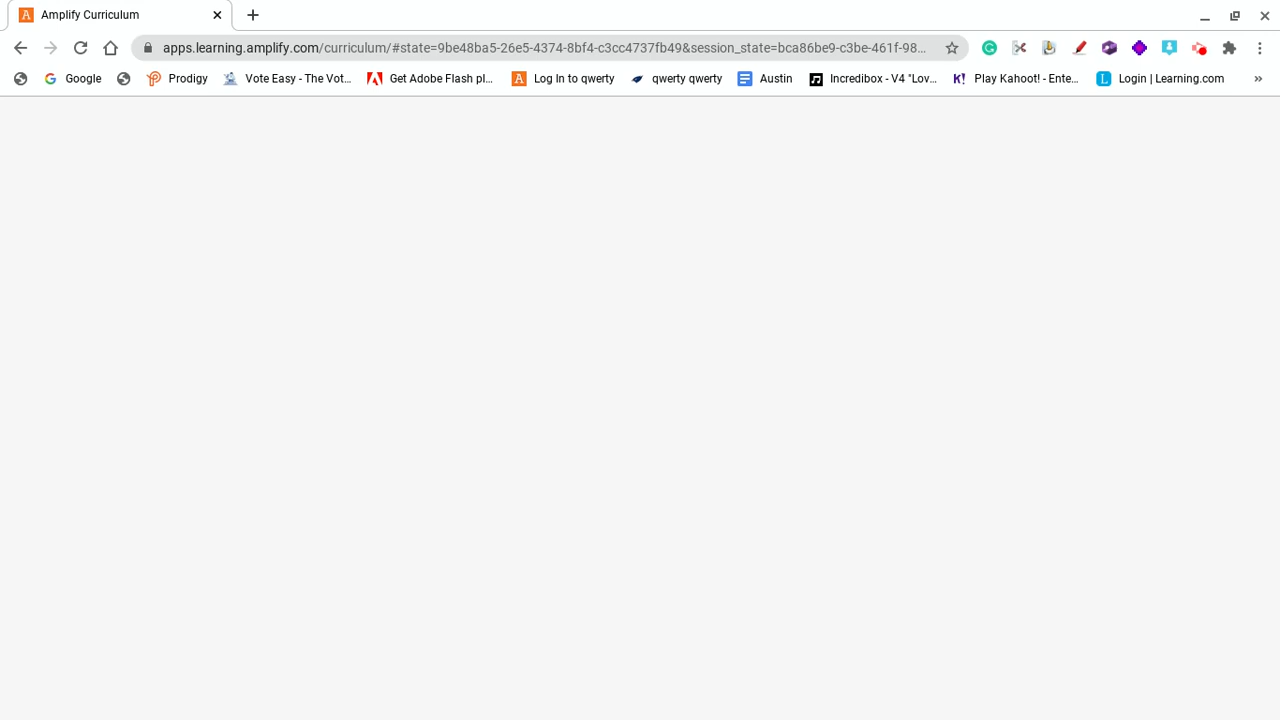 Amplify Curriculum
apps.learning.amplify.com/curriculum/#state=9be48ba5-26e5-4374-8bf4-c3cc4737fb49&session_state=bca86be9-c3be-461f-98...
Google Prodigy Vote Easy - The Vot... Get Adobe Flash pl... Log In to qwerty qwerty qwerty Austin Incredibox - V4 "Lov... Play Kahoot! - Ente... Login | Learning.com